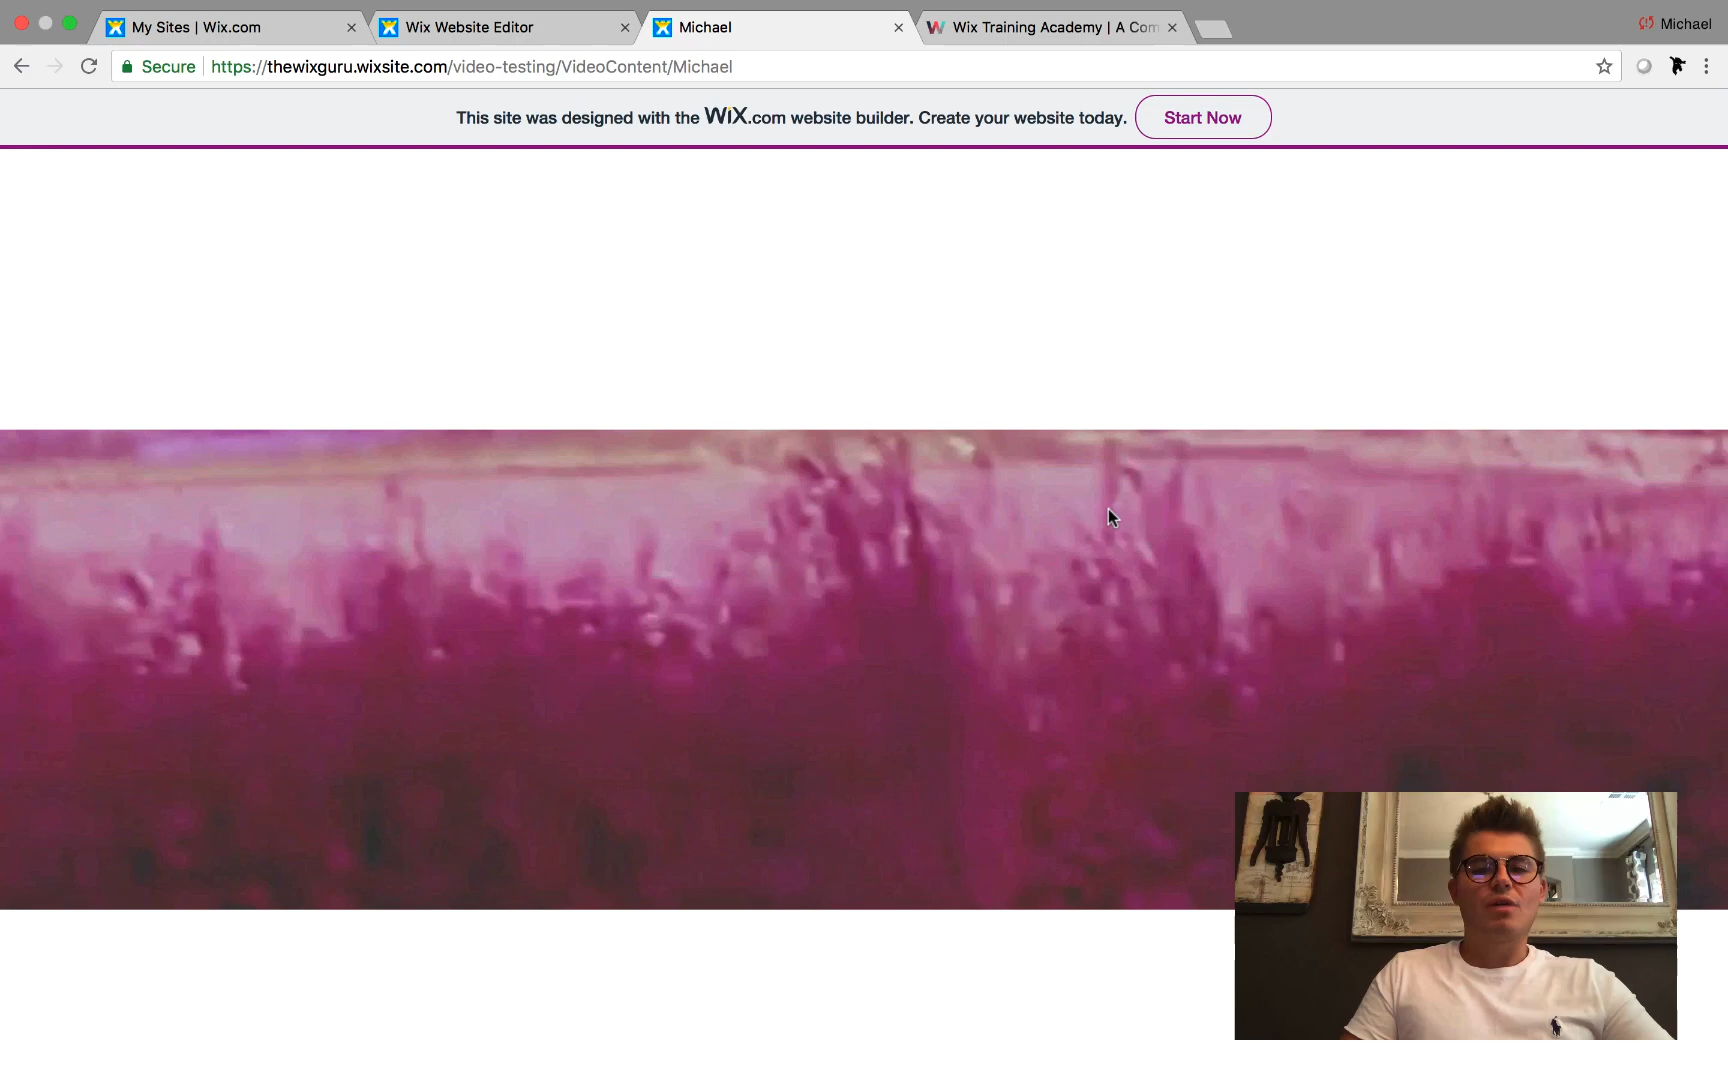 My Sites | Wix.com
Wix Website Editor
Michael
Wix Training Academy | A Com
Michael
Secure
https://thewixguru.wixsite.com/video-testing/VideoContent/Michael
This site was designed with the WiX.com website builder. Create your website today.
Start Now